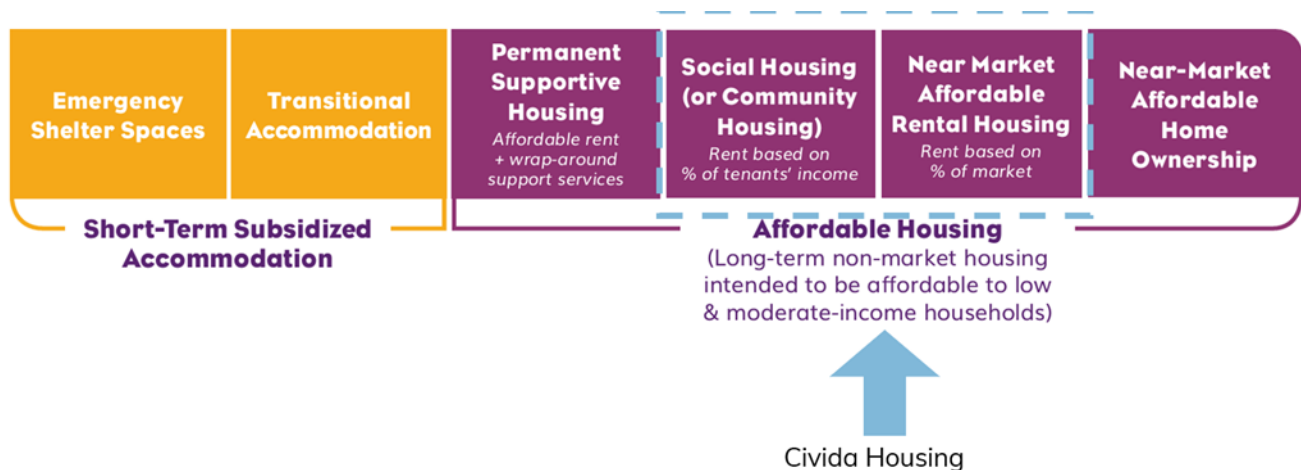 Emergency
Shelter Spaces
Transitional
Accommodation
Permanent
Supportive
Housing
Affordable rent
+ wrap-around
support services
Social Housing
(or Community
Housing)
Rent based on
% of tenants' income
Near Market
Affordable
Rental Housing
Rent based on
% of market
Near-Market
Affordable
Home
Ownership
Short-Term Subsidized
Accommodation
Affordable Housing
(Long-term non-market housing
intended to be affordable to low
& moderate-income households)
Civida Housing